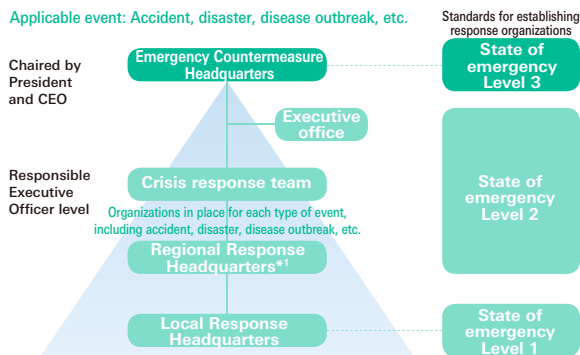 Applicable event: Accident, disaster, disease outbreak, etc.
Standards for establishing
response organizations
Chaired by
President
and CEO
Emergency Countermeasure
Headquarters
State of
emergency
Level 3
Executive
office
Responsible
Executive
Officer level
Crisis response team
State of
emergency
Level 2
Organizations in place for each type of event,
including accident, disaster, disease outbreak, etc.
Regional Response
Headquarters*1
Local Response
Headquarters
State of
emergency
Level 1